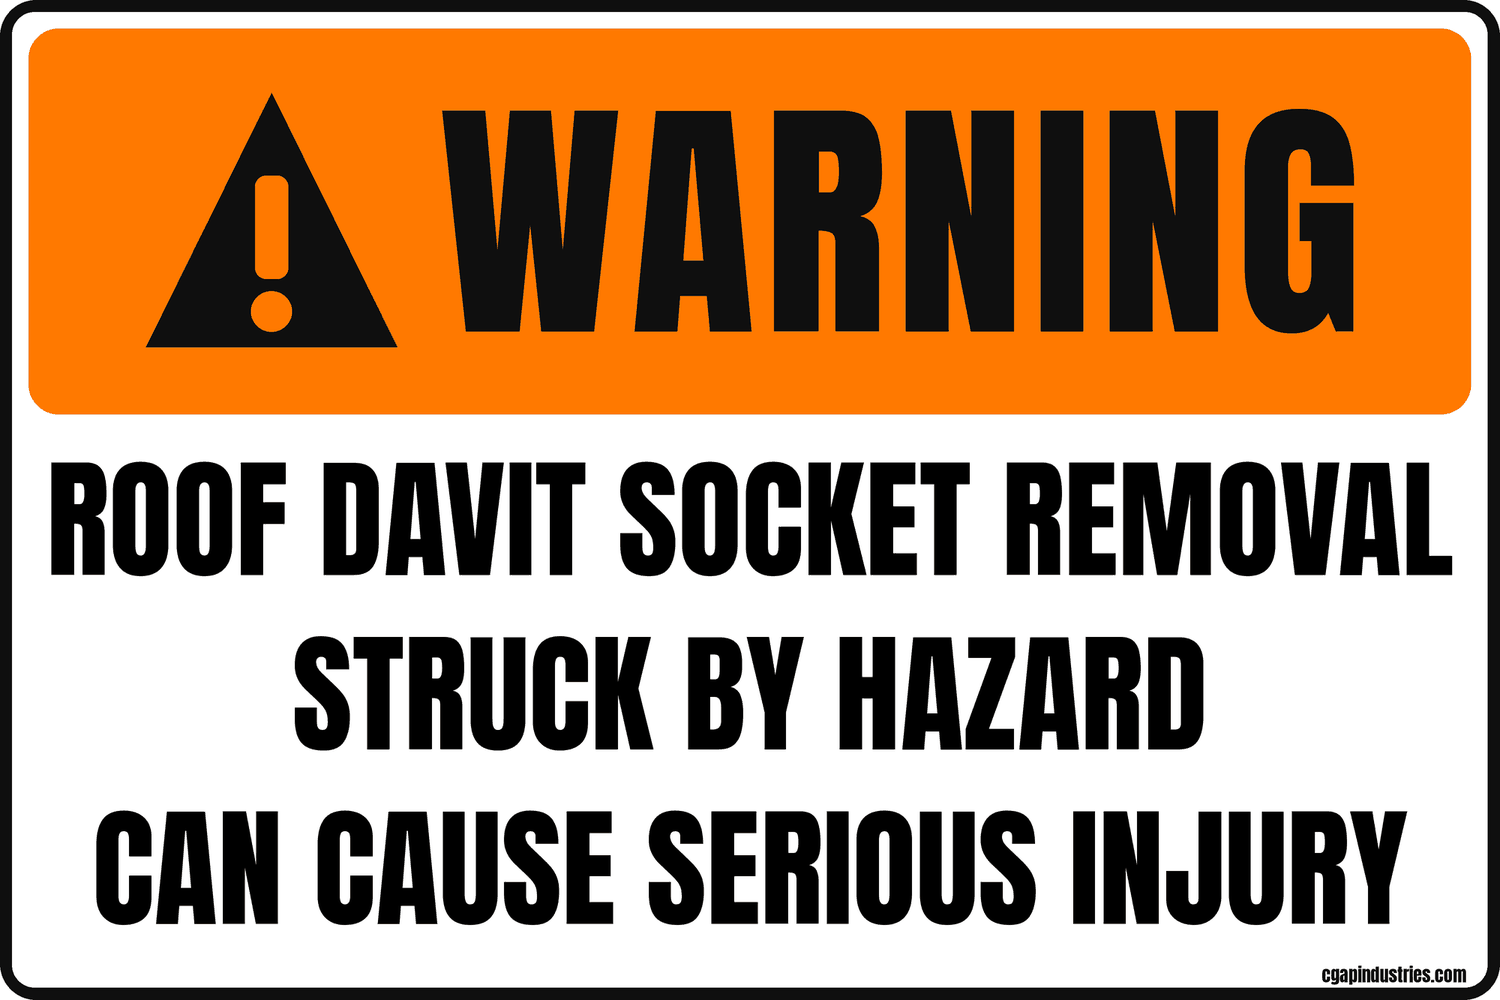 WARNING
ROOF DAVIT SOCKET REMOVAL
STRUCK BY HAZARD
CAN CAUSE SERIOUS INJURY
cgapindustries.com